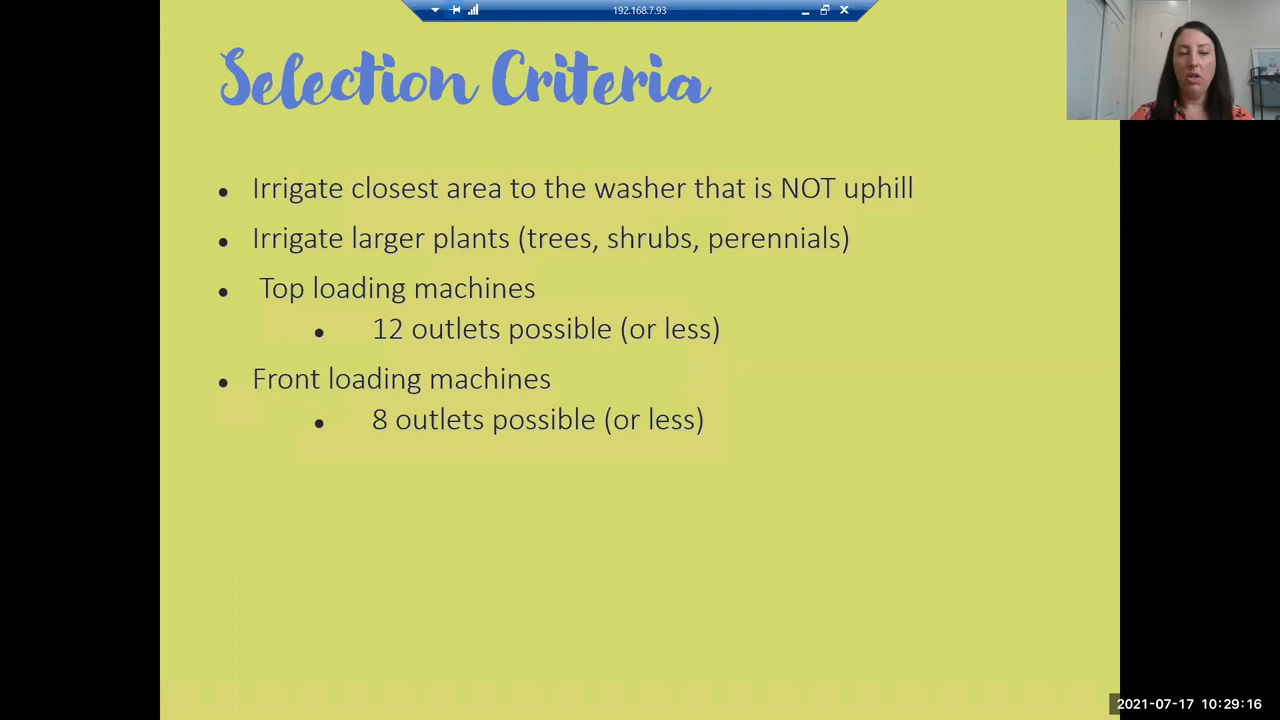 192.168.7.93
Selection Criteria
• Irrigate closest area to the washer that is NOT uphill
• Irrigate larger plants (trees, shrubs, perennials)
• Top loading machines
• 12 outlets possible (or less)
• Front loading machines
• 8 outlets possible (or less)
2021-07-17 10:29:16